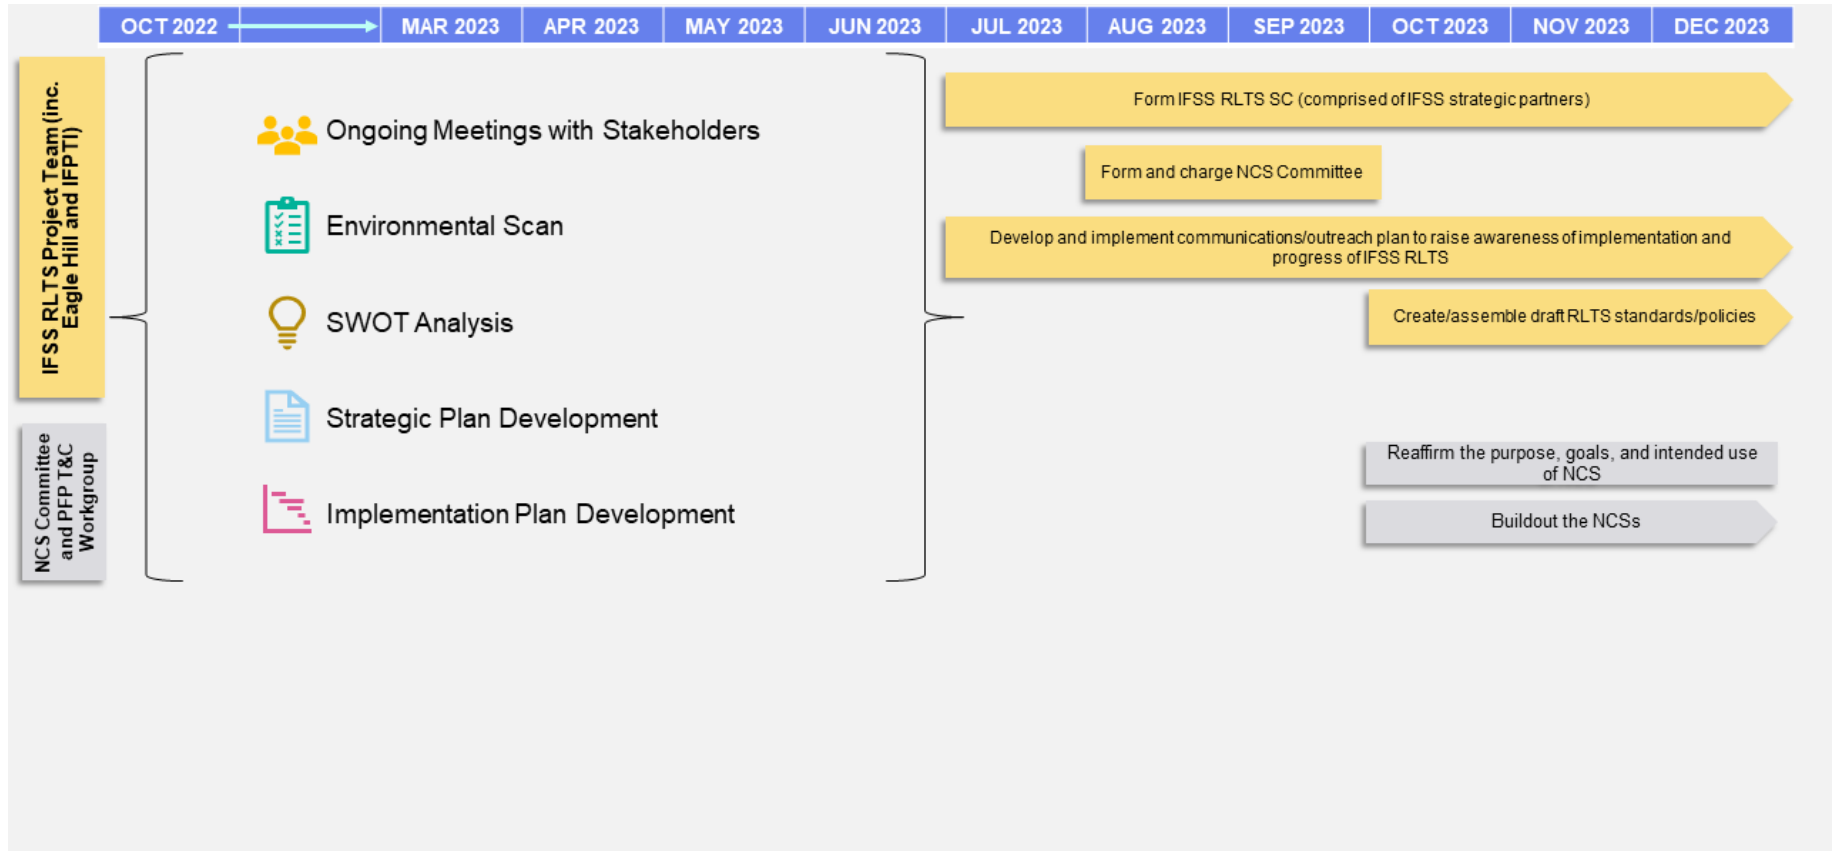 OCT 2022
MAR 2023
APR 2023
MAY 2023
JUN 2023
JUL 2023
AUG 2023
SEP 2023
OCT 2023
NOV 2023
DEC 2023
IFSS RLTS Project Team (inc.
Eagle Hill and IFPTI)
Ongoing Meetings with Stakeholders
Environmental Scan
SWOT Analysis
Strategic Plan Development
Implementation Plan Development
Form IFSS RLTS SC (comprised of IFSS strategic partners)
Form and charge NCS Committee
Develop and implement communications/outreach plan to raise awareness of implementation and
progress of IFSS RLTS
Create/assemble draft RLTS standards/policies
NCS Committee
and PFP T&C
Workgroup
Reaffirm the purpose, goals, and intended use
of NCS
Buildout the NCSs